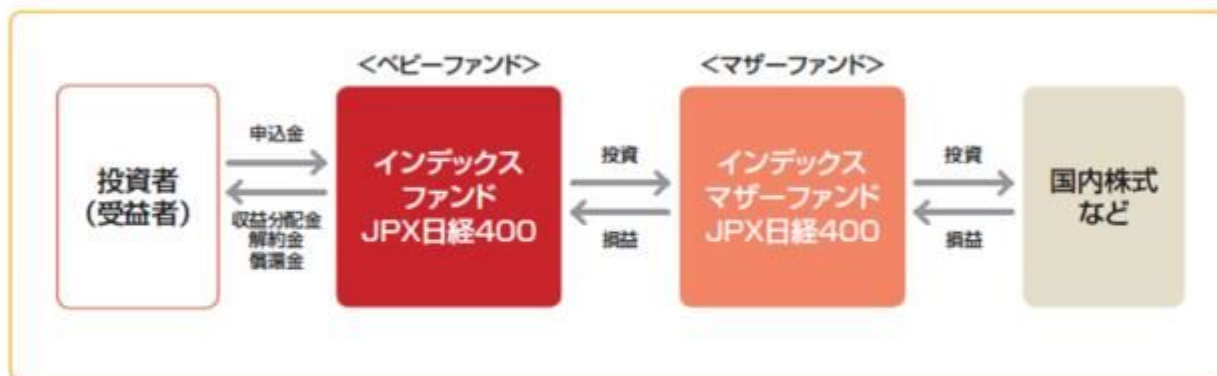 <ベビーファンド>
<マザーファンド>
投資者
(受益者)
申込金
収益分配金
解約金
償還金
インデックス
ファンド
JPX日経400
投資
損益
インデックス
マザーファンド
JPX日経400
投資
損益
国内株式
など